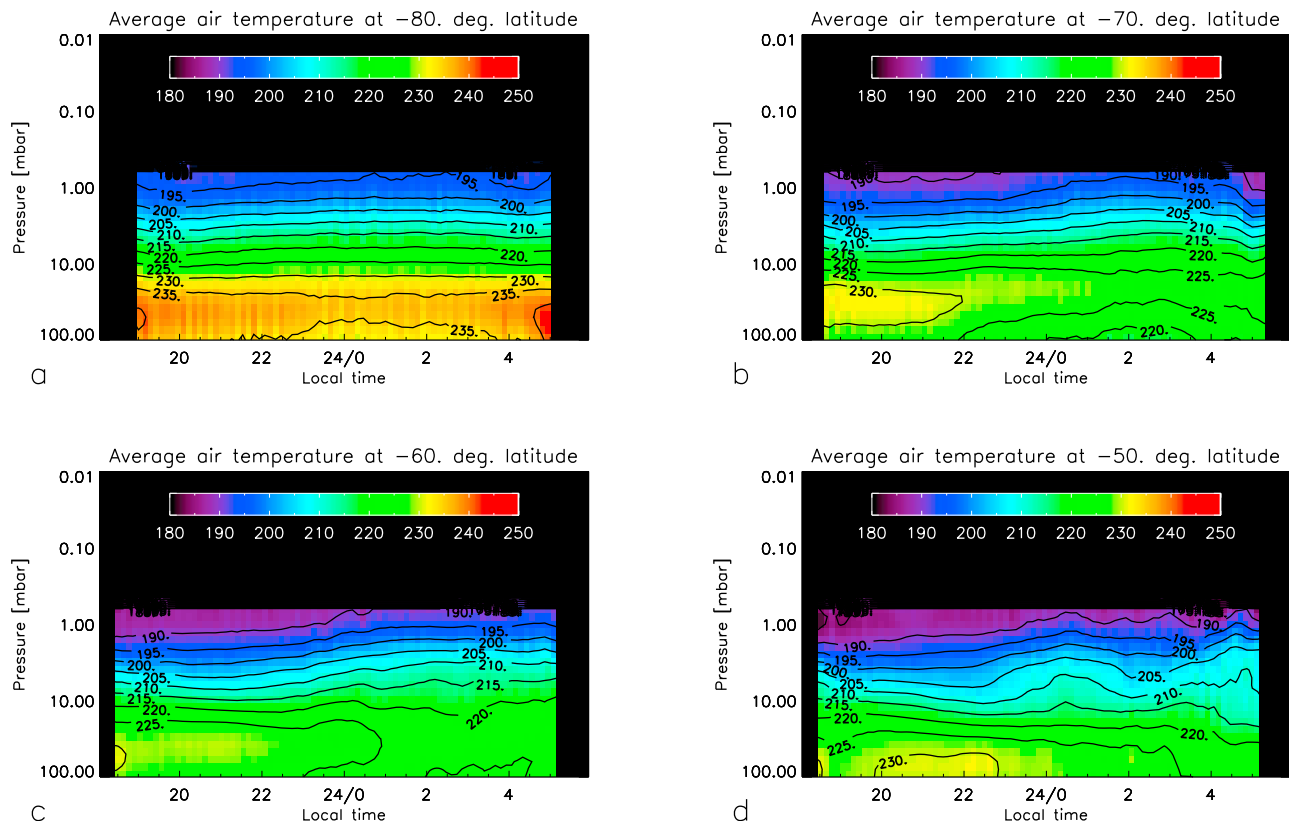 Average air temperature at −80. deg. latitude
0.01
0.10
1.00
10.00
100.00
Pressure [mbar]
180 190 200 210 220 230 240 250
195. 195.
200. 200.
205.
210. 210.
215.
220. 220.
225.
230. 230.
235. 235.
235.
20 22 24/0 2 4
Local time
a
Average air temperature at −70. deg. latitude
0.01
0.10
1.00
10.00
100.00
Pressure [mbar]
180 190 200 210 220 230 240 250
190. 190.
195. 195.
200. 200.
205. 205.
210. 210.
215. 215.
220. 220.
225. 225.
230. 225.
220.
20 22 24/0 2 4
Local time
b
Average air temperature at −60. deg. latitude
0.01
0.10
1.00
10.00
100.00
Pressure [mbar]
180 190 200 210 220 230 240 250
190. 190.
195. 195.
200. 200.
205. 205.
210. 210.
215. 215.
220. 220.
225.
20 22 24/0 2 4
Local time
c
Average air temperature at −50. deg. latitude
0.01
0.10
1.00
10.00
100.00
Pressure [mbar]
180 190 200 210 220 230 240 250
190. 190
195. 195.
200. 200.
205. 205.
210. 210.
215. 215.
220. 220.
225. 225.
230.
20 22 24/0 2 4
Local time
d